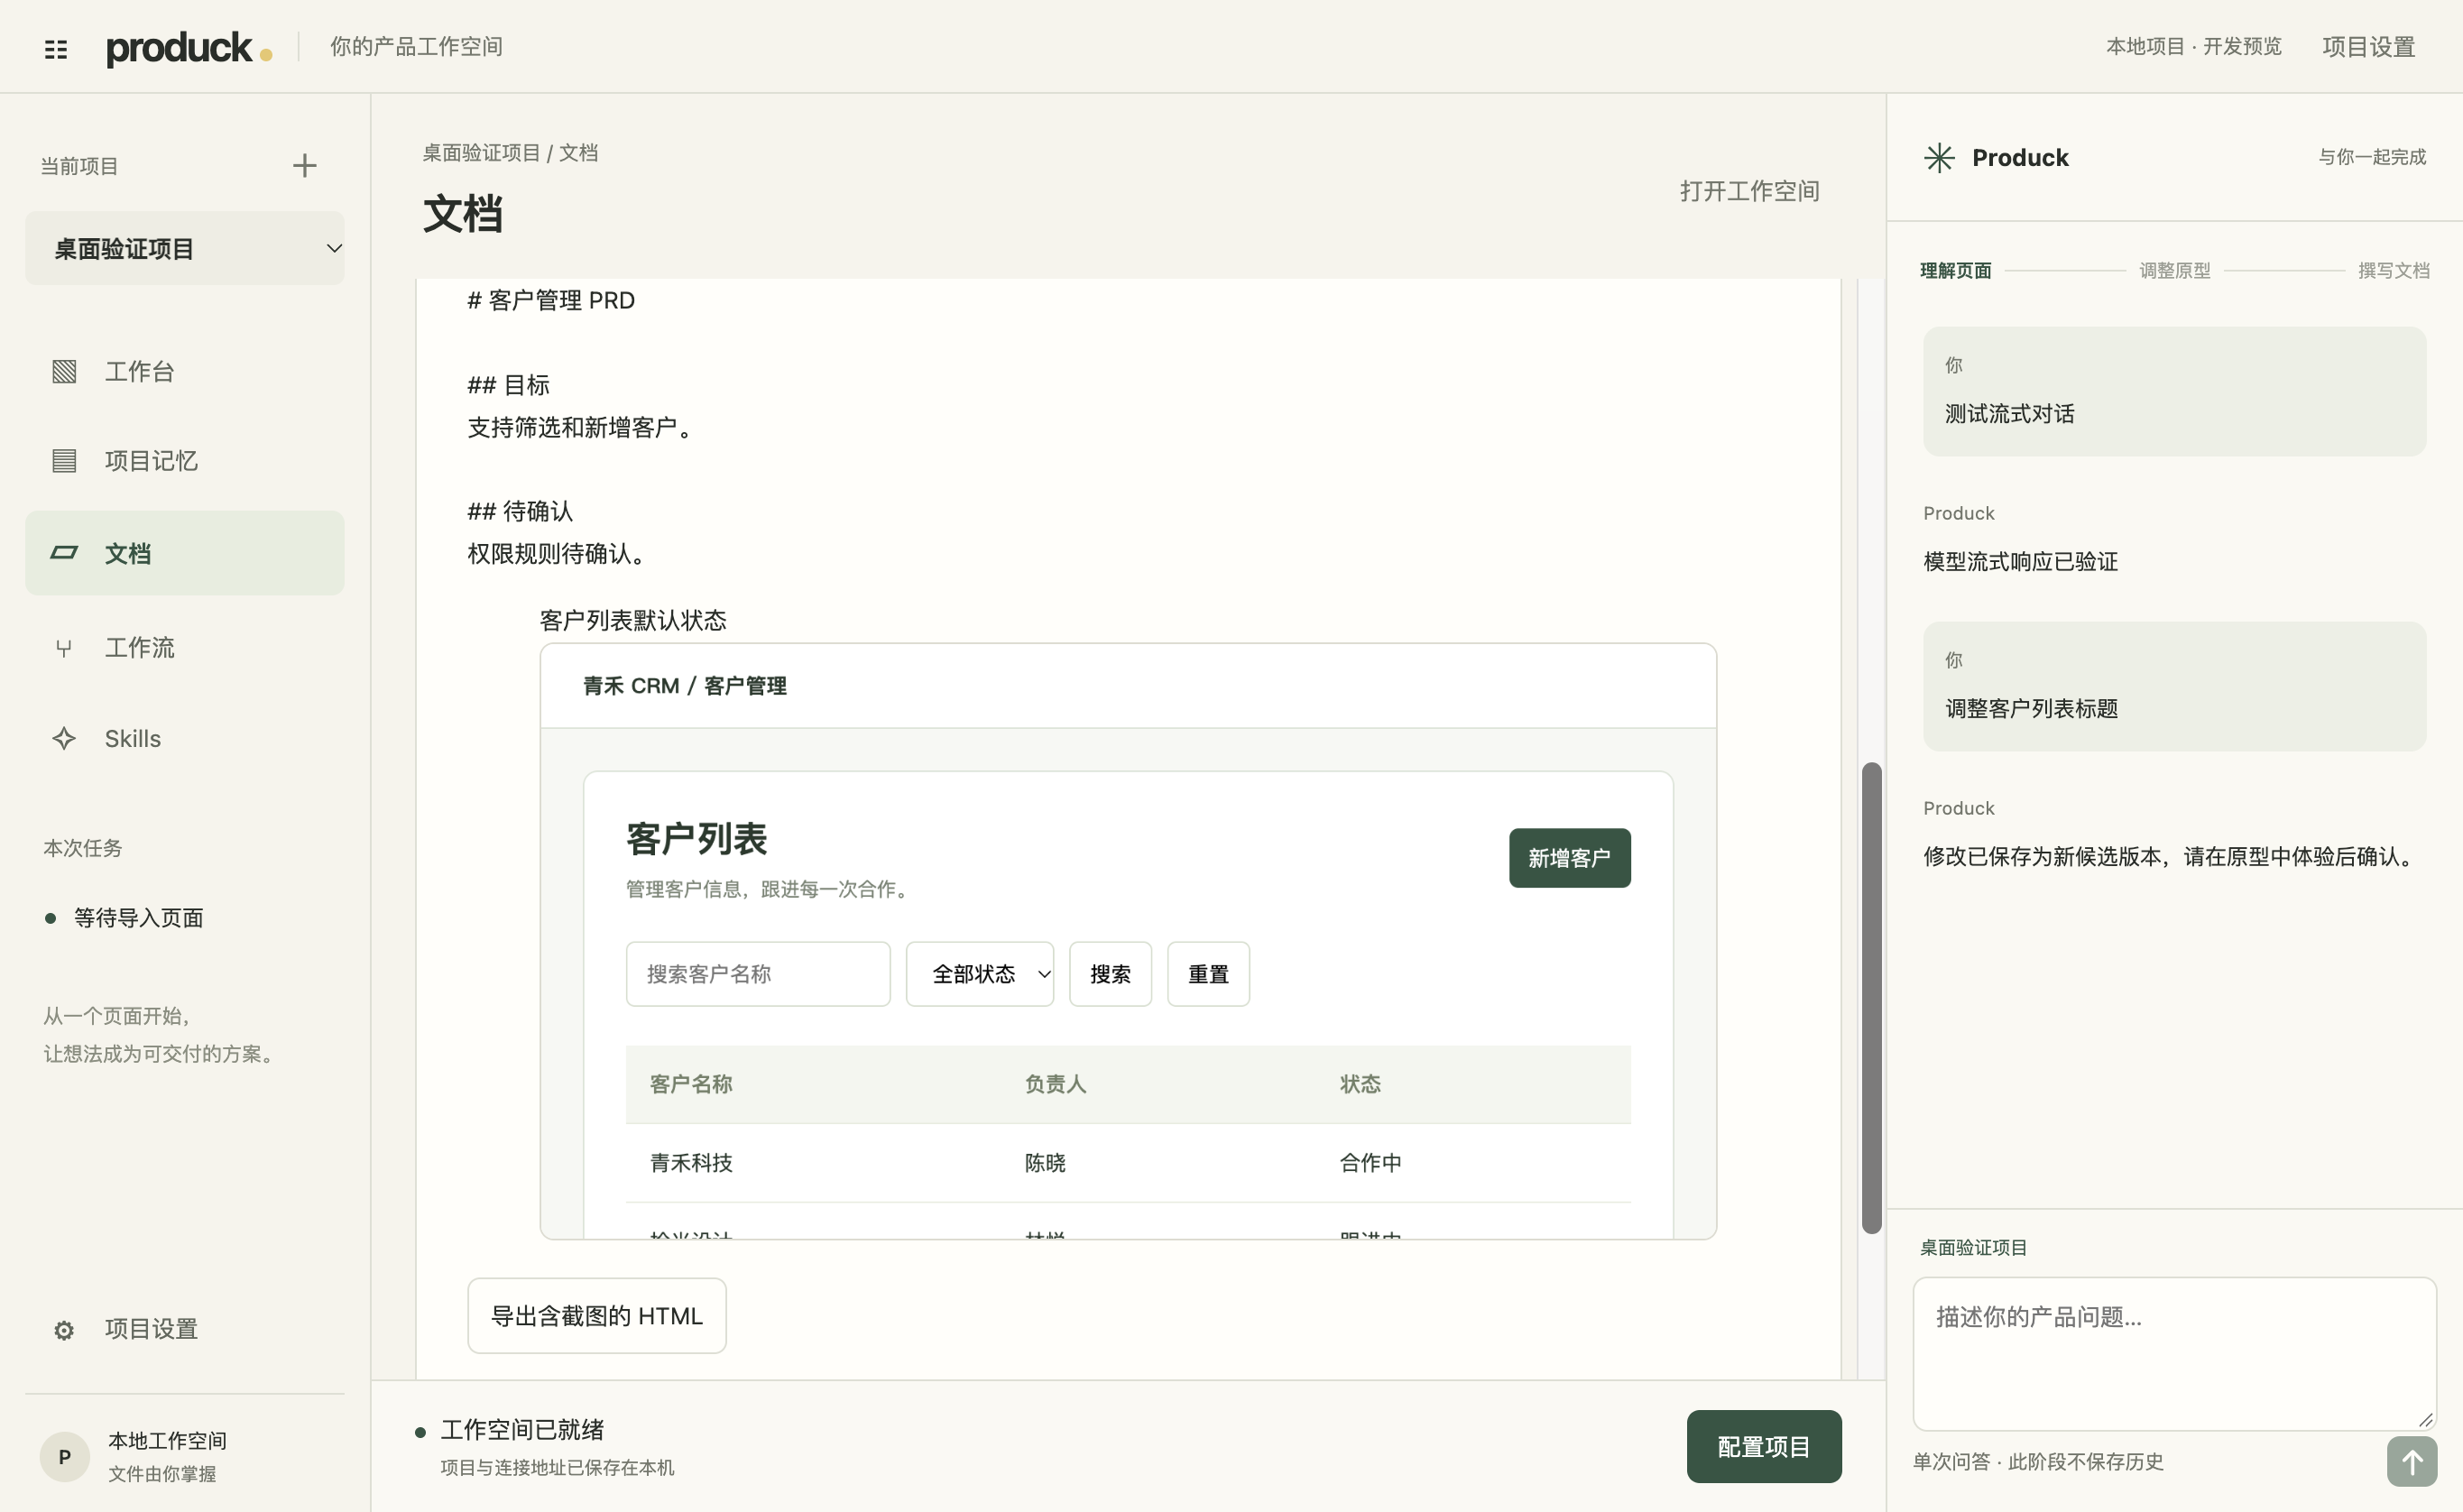 produck
你的产品工作空间
本地项目 · 开发预览
项目设置
当前项目
桌面验证项目
工作台
项目记忆
文档
工作流
Skills
本次任务
等待导入页面
从一个页面开始，
让想法成为可交付的方案。
项目设置
P
本地工作空间
文件由你掌握
桌面验证项目 / 文档
文档
打开工作空间
# 客户管理 PRD
## 目标
支持筛选和新增客户。
## 待确认
权限规则待确认。
客户列表默认状态
青禾 CRM / 客户管理
客户列表
管理客户信息，跟进每一次合作。
新增客户
搜索客户名称
全部状态
搜索
重置
客户名称 负责人 状态
青禾科技 陈晓 合作中
导出含截图的 HTML
工作空间已就绪
项目与连接地址已保存在本机
配置项目
Produck
与你一起完成
理解页面
调整原型
撰写文档
你
测试流式对话
Produck
模型流式响应已验证
你
调整客户列表标题
Produck
修改已保存为新候选版本，请在原型中体验后确认。
桌面验证项目
描述你的产品问题...
单次问答 · 此阶段不保存历史